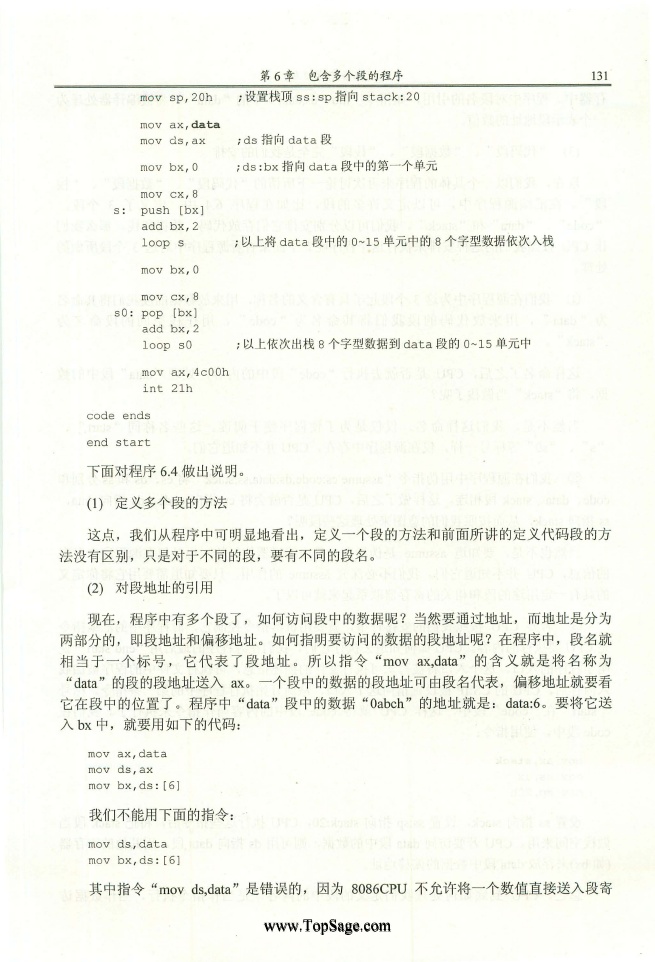 第 6 章 包含多个段的程序 131
mov sp,20h ;设置栈顶 ss:sp 指向 stack:20
mov ax,data
mov ds,ax ;ds 指向 data 段
mov bx,0 ;ds:bx 指向 data 段中的第一个单元
mov cx,8
s: push [bx]
add bx,2
loop s ;以上将 data 段中的 0~15 单元中的 8 个字型数据依次入栈
mov bx,0
mov cx,8
s0: pop [bx]
add bx,2
loop s0 ;以上依次出栈 8 个字型数据到 data 段的 0~15 单元中
mov ax,4c00h
int 21h
code ends
end start
下面对程序 6.4 做出说明。
(1) 定义多个段的方法
这点，我们从程序中可明显地看出，定义一个段的方法和前面所讲的定义代码段的方
法没有区别，只是对于不同的段，要有不同的段名。
(2) 对段地址的引用
现在，程序中有多个段了，如何访问段中的数据呢？当然要通过地址，而地址是分为
两部分的，即段地址和偏移地址。如何指明要访问的数据的段地址呢？在程序中，段名就
相当于一个标号，它代表了段地址。所以指令“mov ax,data”的含义就是将名称为
“data”的段的段地址送入 ax。一个段中的数据的段地址可由段名代表，偏移地址就要看
它在段中的位置了。程序中“data”段中的数据“0abch”的地址就是：data:6。要将它送
入 bx 中，就要用如下的代码：
mov ax,data
mov ds,ax
mov bx,ds:[6]
我们不能用下面的指令：
mov ds,data
mov bx,ds:[6]
其中指令“mov ds,data”是错误的，因为 8086CPU 不允许将一个数值直接送入段寄
www.TopSage.com